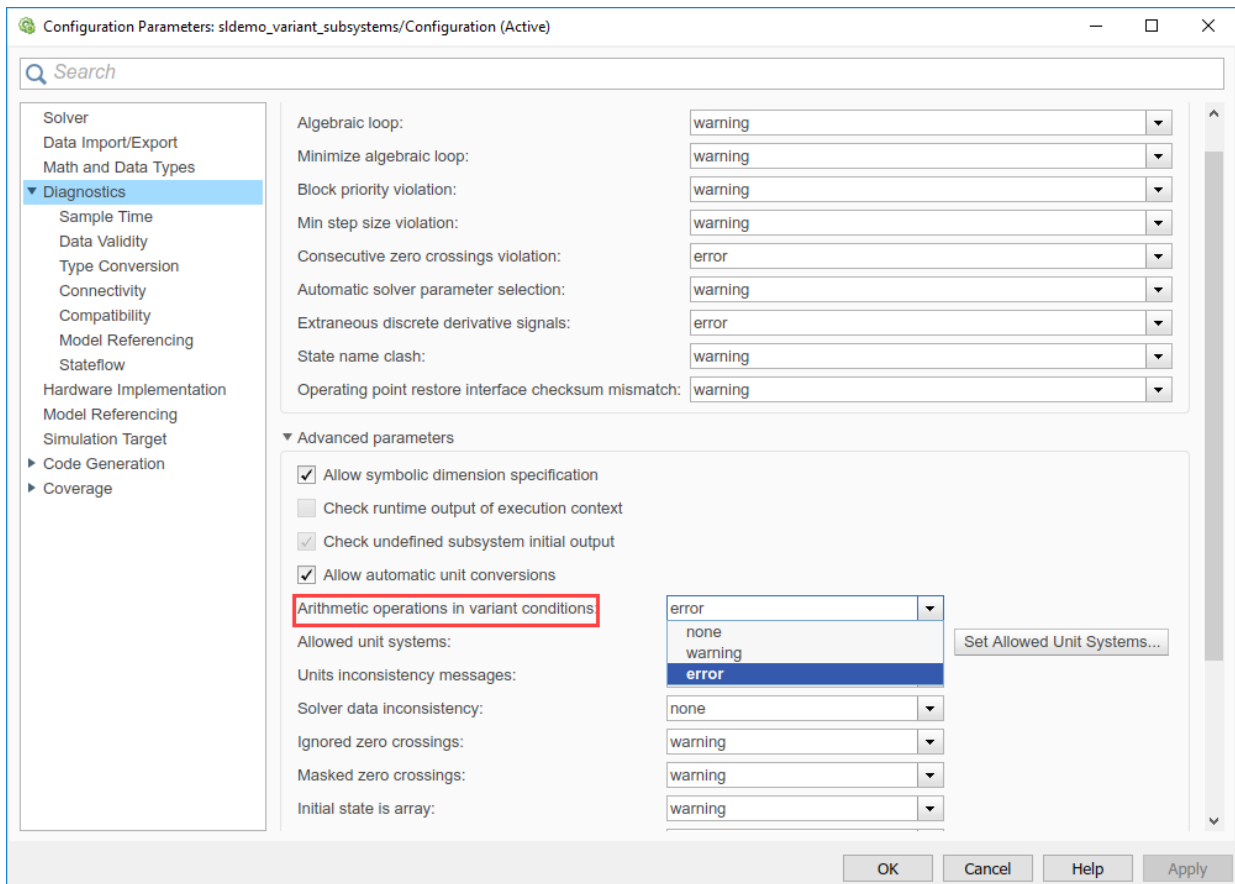 Configuration Parameters: sldemo_variant_subsystems/Configuration (Active)
Search
Solver
Data Import/Export
Math and Data Types
Diagnostics
Sample Time
Data Validity
Type Conversion
Connectivity
Compatibility
Model Referencing
Stateflow
Hardware Implementation
Model Referencing
Simulation Target
Code Generation
Coverage
Algebraic loop: warning
Minimize algebraic loop: warning
Block priority violation: warning
Min step size violation: warning
Consecutive zero crossings violation: error
Automatic solver parameter selection: warning
Extraneous discrete derivative signals: error
State name clash: warning
Operating point restore interface checksum mismatch: warning
Advanced parameters
Allow symbolic dimension specification
Check runtime output of execution context
Check undefined subsystem initial output
Allow automatic unit conversions
Arithmetic operations in variant conditions: error
none
warning
error
Allowed unit systems: Set Allowed Unit Systems...
Units inconsistency messages:
Solver data inconsistency: none
Ignored zero crossings: warning
Masked zero crossings: warning
Initial state is array: warning
OK Cancel Help Apply